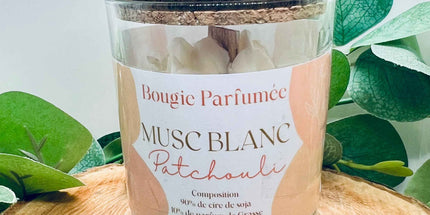 Bougie Parfumée
MUSC BLANC
Patchouli
Composition
90% de cire de soja
10% de parfum de Grasse